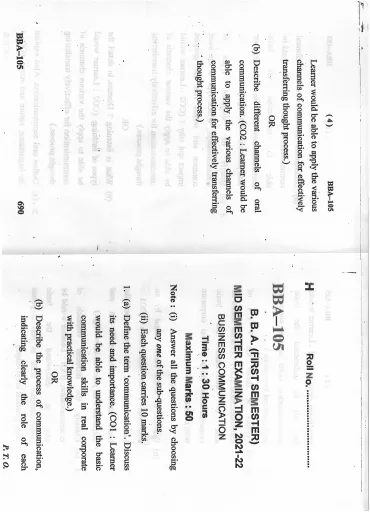 ( 4 ) BBA–105
Learner would be able to apply the various
channels of communication for effectively
transferring thought process.)
OR
(b) Describe different channels of oral
communication. (CO2 : Learner would be
able to apply the various channels of
communication for effectively transferring
thought process.)
BBA–105 690
H Roll No. ................................
BBA–105
B. B. A. (FIRST SEMESTER)
MID SEMESTER EXAMINATION, 2021-22
BUSINESS COMMUNICATION
Time : 1 : 30 Hours
Maximum Marks : 50
Note : (i) Answer all the questions by choosing
any one of the sub-questions.
(ii) Each question carries 10 marks.
1. (a) Define the term 'communication'. Discuss
its need and importance. (CO1 : Learner
would be able to understand the basic
communication skills in real corporate
with practical knowledge.)
OR
(b) Describe the process of communication,
indicating clearly the role of each
P. T. O.